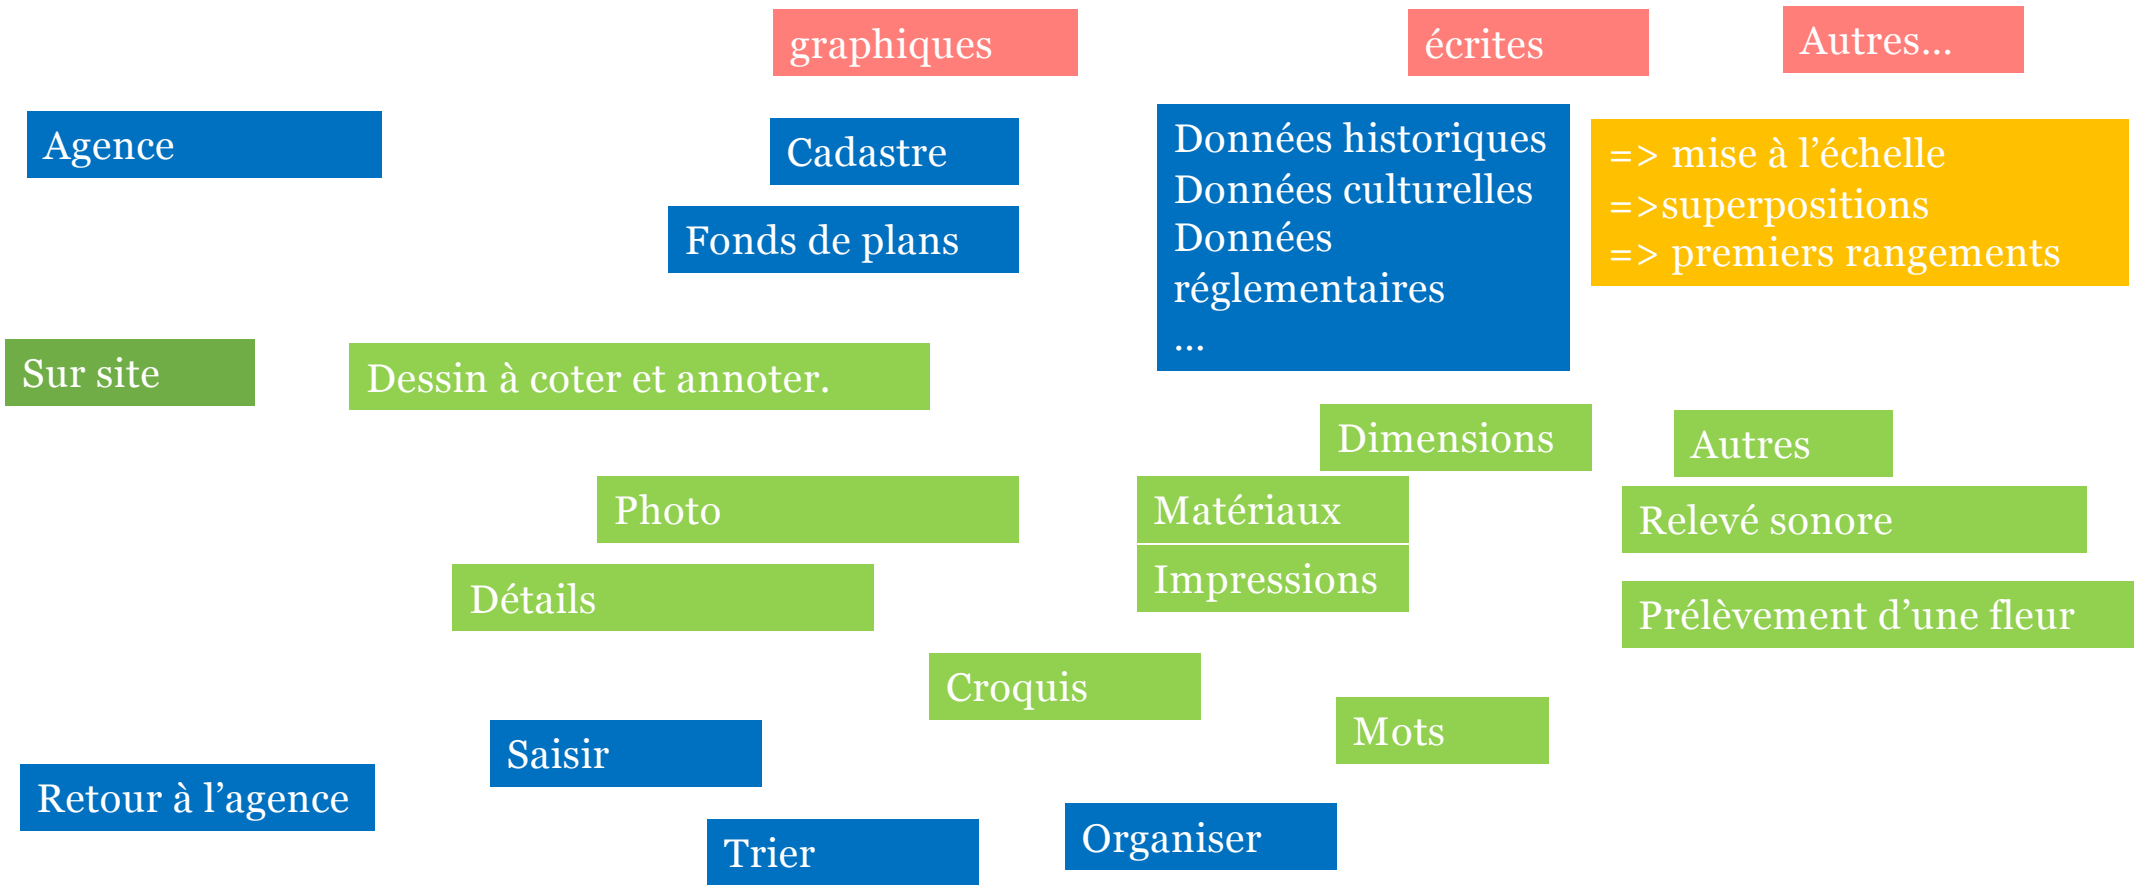 graphiques
écrites
Autres...
Agence
Cadastre
Fonds de plans
Données historiques
Données culturelles
Données
réglementaires
...
=> mise à l’échelle
=>superpositions
=> premiers rangements
Sur site
Dessin à coter et annoter.
Dimensions
Autres
Photo
Matériaux
Relevé sonore
Détails
Impressions
Prélèvement d’une fleur
Croquis
Mots
Saisir
Retour à l’agence
Trier
Organiser